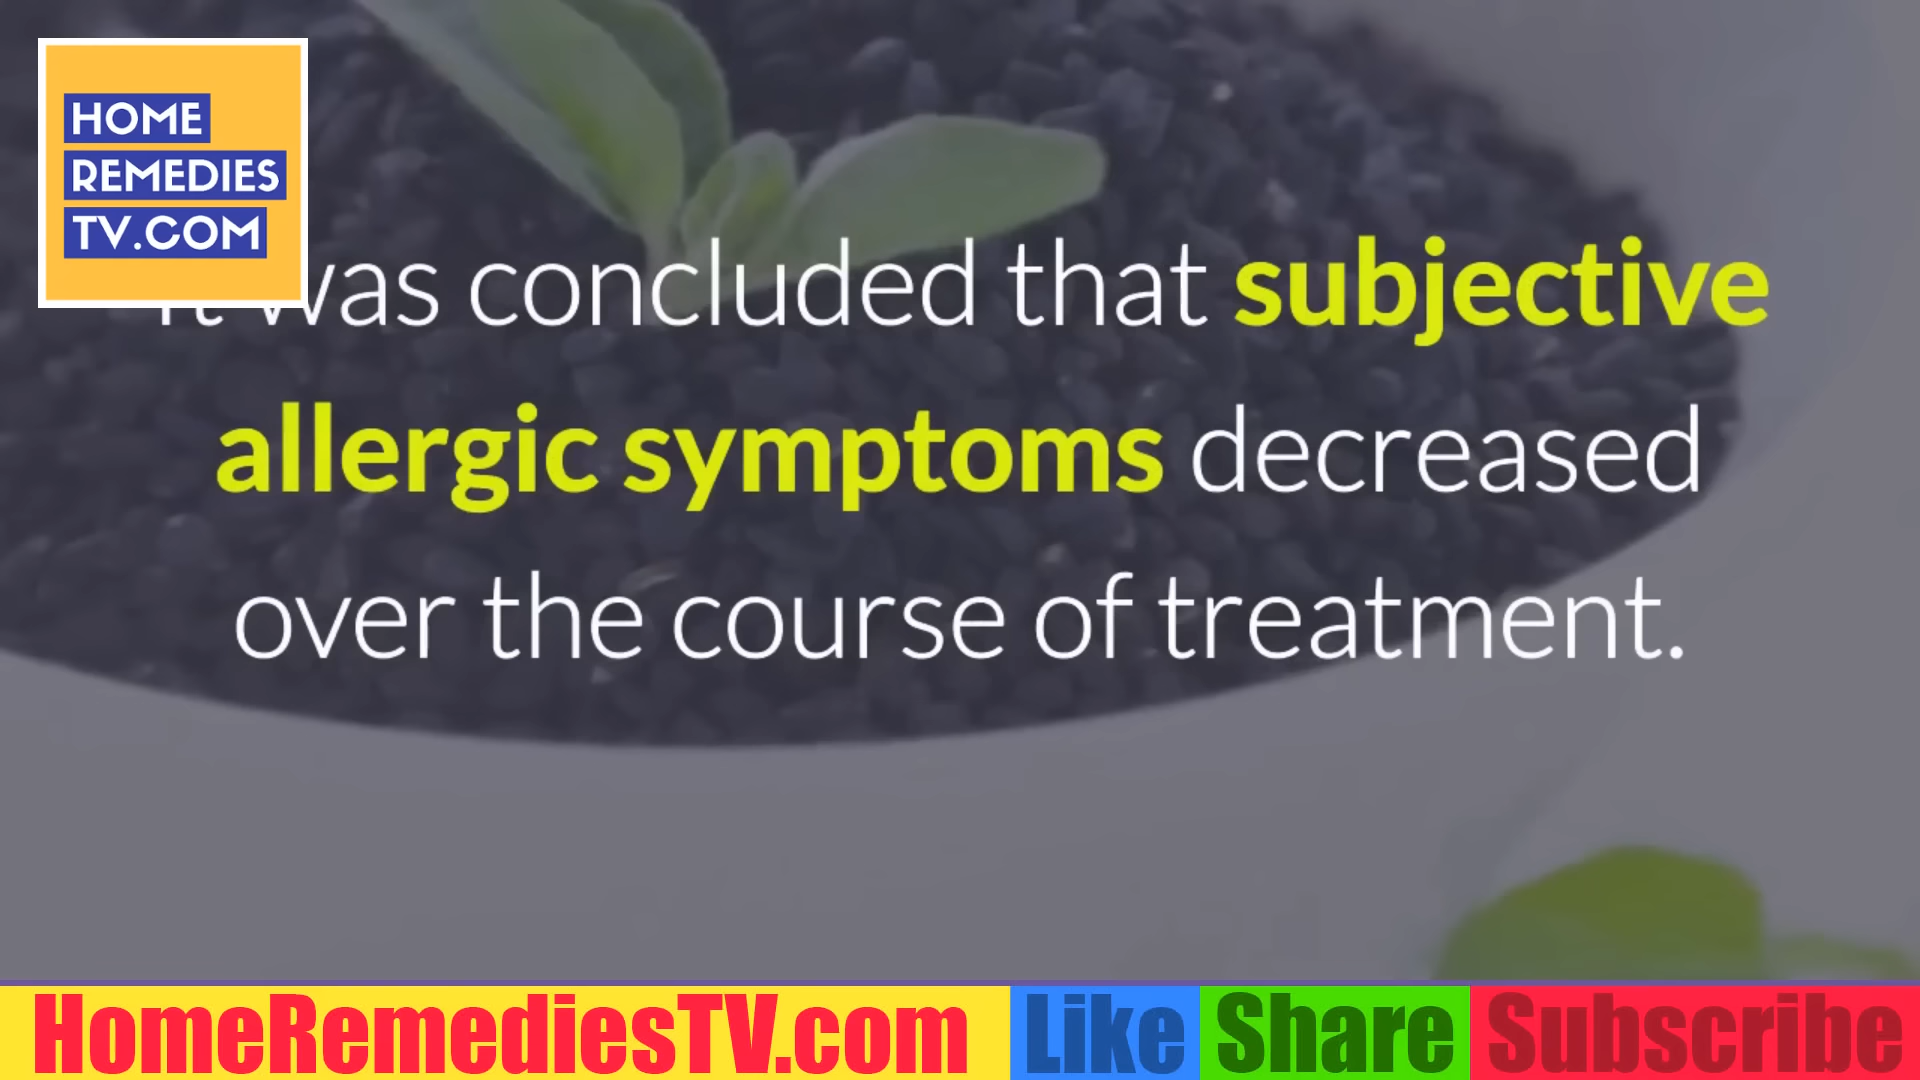 HOME
REMEDIES
TV.COM
It was concluded that subjective
allergic symptoms decreased
over the course of treatment.
HomeRemediesTV.com Like Share Subscribe